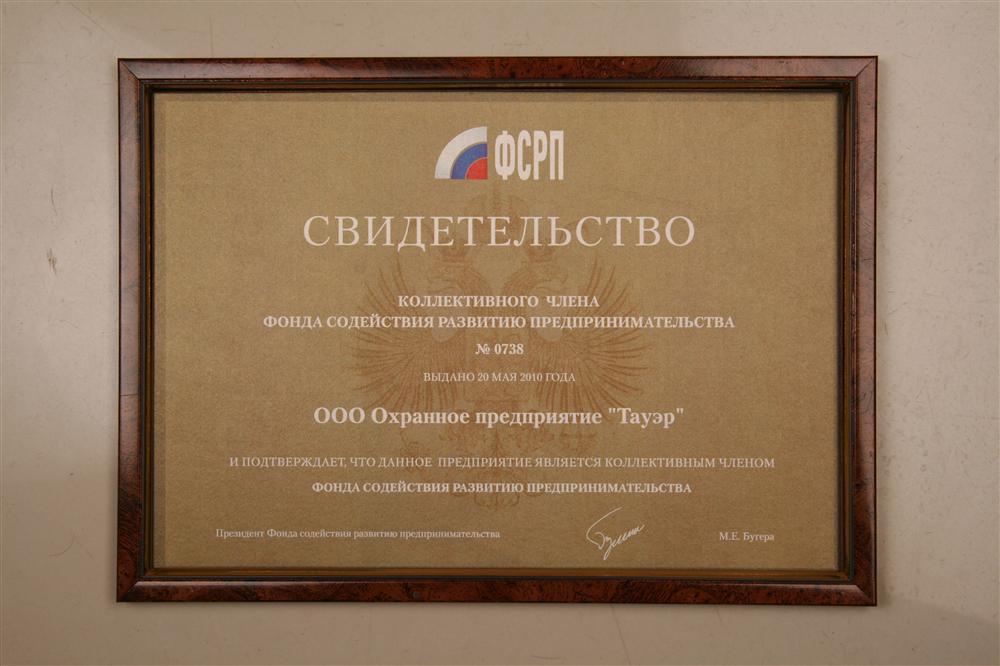 ФСРП
СВИДЕТЕЛЬСТВО
КОЛЛЕКТИВНОГО ЧЛЕНА
ФОНДА СОДЕЙСТВИЯ РАЗВИТИЮ ПРЕДПРИНИМАТЕЛЬСТВА
№ 0738
ВЫДАНО 20 МАЯ 2010 ГОДА
ООО Охранное предприятие "Тауэр"
И ПОДТВЕРЖДАЕТ, ЧТО ДАННОЕ ПРЕДПРИЯТИЕ ЯВЛЯЕТСЯ КОЛЛЕКТИВНЫМ ЧЛЕНОМ
ФОНДА СОДЕЙСТВИЯ РАЗВИТИЮ ПРЕДПРИНИМАТЕЛЬСТВА
Президент Фонда содействия развитию предпринимательства М.Е. Бугера